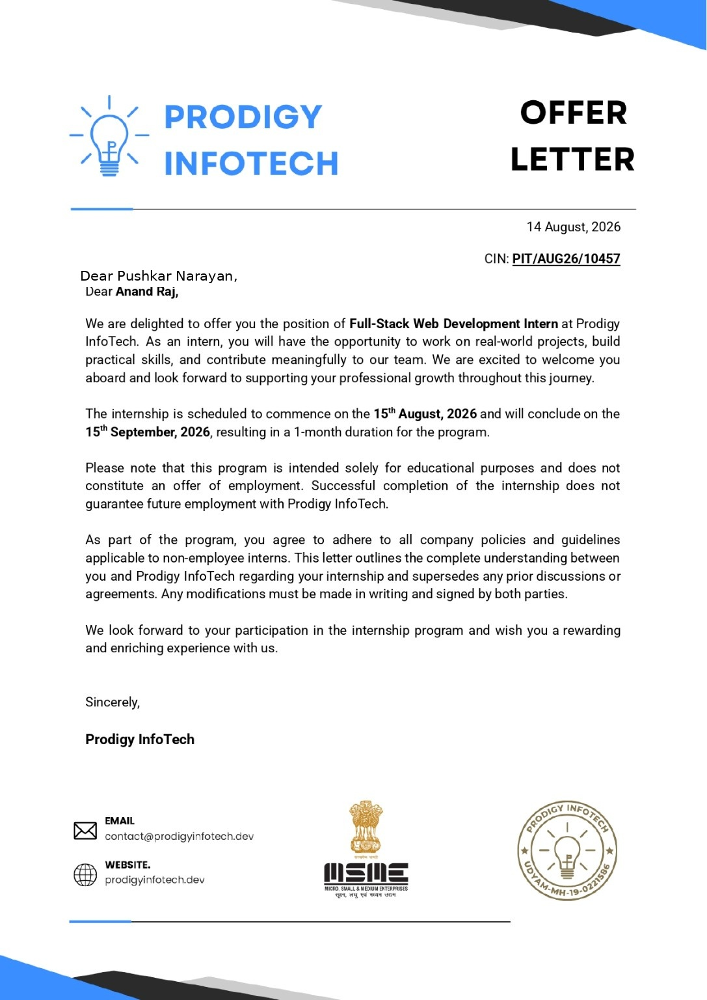 PRODIGY
INFOTECH
OFFER
LETTER
14 August, 2026
CIN: PIT/AUG26/10457
Dear Pushkar Narayan,
Dear Anand Raj,
We are delighted to offer you the position of Full-Stack Web Development Intern at Prodigy
InfoTech. As an intern, you will have the opportunity to work on real-world projects, build
practical skills, and contribute meaningfully to our team. We are excited to welcome you
aboard and look forward to supporting your professional growth throughout this journey.
The internship is scheduled to commence on the 15th August, 2026 and will conclude on the
15th September, 2026, resulting in a 1-month duration for the program.
Please note that this program is intended solely for educational purposes and does not
constitute an offer of employment. Successful completion of the internship does not
guarantee future employment with Prodigy InfoTech.
As part of the program, you agree to adhere to all company policies and guidelines
applicable to non-employee interns. This letter outlines the complete understanding between
you and Prodigy InfoTech regarding your internship and supersedes any prior discussions or
agreements. Any modifications must be made in writing and signed by both parties.
We look forward to your participation in the internship program and wish you a rewarding
and enriching experience with us.
Sincerely,
Prodigy InfoTech
EMAIL
contact@prodigyinfotech.dev
WEBSITE.
prodigyinfotech.dev
सत्यमेव जयते
MSME
MICRO, SMALL & MEDIUM ENTERPRISES
सूक्ष्म, लघु एवं मध्यम उद्यम
PRODIGY INFOTECH
UDYAM-MH-19-0221586